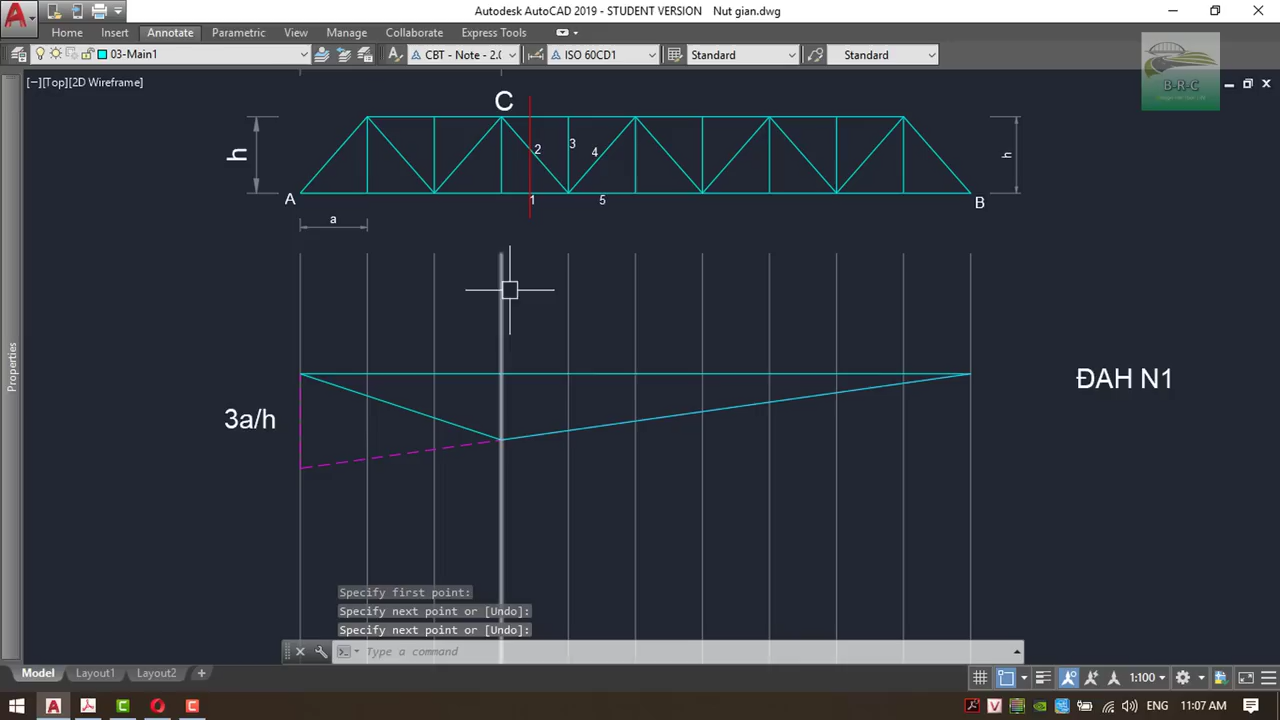 Autodesk AutoCAD 2019 - STUDENT VERSION Nut gian.dwg
Home Insert Annotate Parametric View Manage Collaborate Express Tools
03-Main1
CBT - Note - 2.0
ISO 60CD1
Standard
Standard
B-R-C
[−][Top][2D Wireframe]
C
h
2
3
4
h
A
1
5
B
a
3a/h
ĐAH N1
Properties
Specify first point:
Specify next point or [Undo]:
Specify next point or [Undo]:
Type a command
Model Layout1 Layout2 +
1:100
ENG 11:07 AM